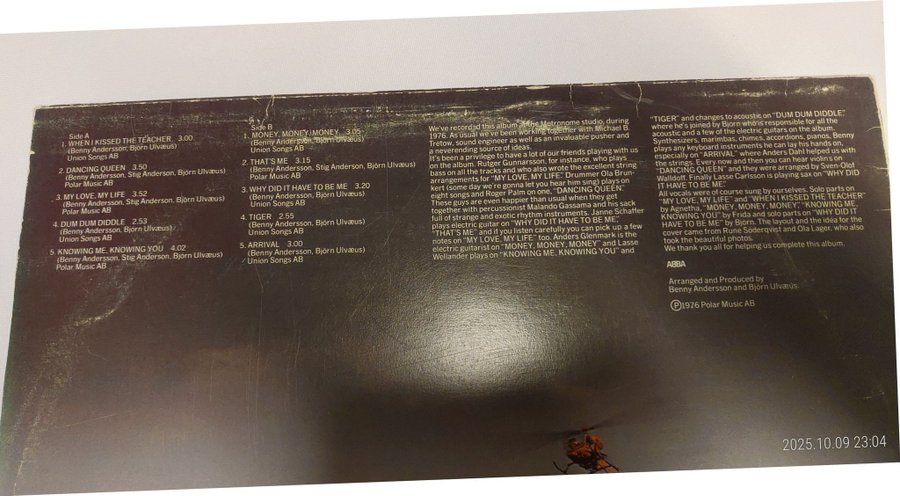 Side A
1. WHEN I KISSED THE TEACHER 3.00
(Benny Andersson, Björn Ulvæus)
Union Songs AB
2. DANCING QUEEN 3.50
(Benny Andersson, Stig Anderson, Björn Ulvæus)
Polar Music AB
3. MY LOVE, MY LIFE 3.52
(Benny Andersson, Stig Anderson, Björn Ulvæus)
Polar Music AB
4. DUM DUM DIDDLE 2.53
(Benny Andersson, Björn Ulvæus)
Union Songs AB
5. KNOWING ME, KNOWING YOU 4.02
(Benny Andersson, Stig Anderson, Björn Ulvæus)
Polar Music AB
Side B
1. MONEY, MONEY, MONEY 3.05
(Benny Andersson, Björn Ulvæus)
Union Songs AB
2. THAT'S ME 3.15
(Benny Andersson, Stig Anderson, Björn Ulvæus)
Polar Music AB
3. WHY DID IT HAVE TO BE ME 3.20
(Benny Andersson, Björn Ulvæus)
Union Songs AB
4. TIGER 2.55
(Benny Andersson, Björn Ulvæus)
Union Songs AB
5. ARRIVAL 3.00
(Benny Andersson, Björn Ulvæus)
Union Songs AB
We've recorded this album at the Metronome studio, during
1976. As usual we've been working together with Michael B.
Tretow, sound engineer as well as an invaluable pusher and
a neverending source of ideas.
It's been a privilege to have a lot of our friends playing with us
on the album. Rutger Gunnarsson, for instance, who plays
bass on all the tracks and who also wrote the excellent string
arrangements for "MY LOVE, MY LIFE." Drummer Ola Brun-
kert (some day we're gonna let you hear him sing) plays on
eight songs and Roger Palm on one, "DANCING QUEEN."
These guys are even happier than usual when they get
together with percussionist Malando Gassama and his sack
full of strange and exotic rhythm instruments. Janne Schaffer
plays electric guitar on "WHY DID IT HAVE TO BE ME,"
"THAT'S ME" and if you listen carefully you can pick up a few
notes on "MY LOVE, MY LIFE" too. Anders Glenmark is the
electric guitarist on "MONEY, MONEY, MONEY" and Lasse
Wellander plays on "KNOWING ME, KNOWING YOU" and
"TIGER" and changes to acoustic on "DUM DUM DIDDLE,"
where he's joined by Björn who's responsible for all the
acoustic and a few of the electric guitars on the album.
Syntheszers, marimbas, chimes, accordions, pianos, Benny
plays any keyboard instruments he can lay his hands on,
especially on "ARRIVAL," where Anders Dahl helped us with
the strings. Every now and then you can hear violins on
"DANCING QUEEN" and they were arranged by Sven-Olof
Walldoff. Finally Lasse Carlsson is playing sax on "WHY DID
IT HAVE TO BE ME."
All vocals were of course sung by ourselves. Solo parts on
"MY LOVE, MY LIFE" and "WHEN I KISSED THE TEACHER"
by Agnetha, "MONEY, MONEY, MONEY," "KNOWING ME,
KNOWING YOU" by Frida and solo parts on "WHY DID IT
HAVE TO BE ME" by Björn. The layout and the idea for the
cover came from Rune Söderqvist and Ola Lager, who also
took the beautiful photos.
We thank you all for helping us complete this album.
ABBA
Arranged and Produced by
Benny Andersson and Björn Ulvæus
Ⓟ1976 Polar Music AB
2025.10.09 23:04